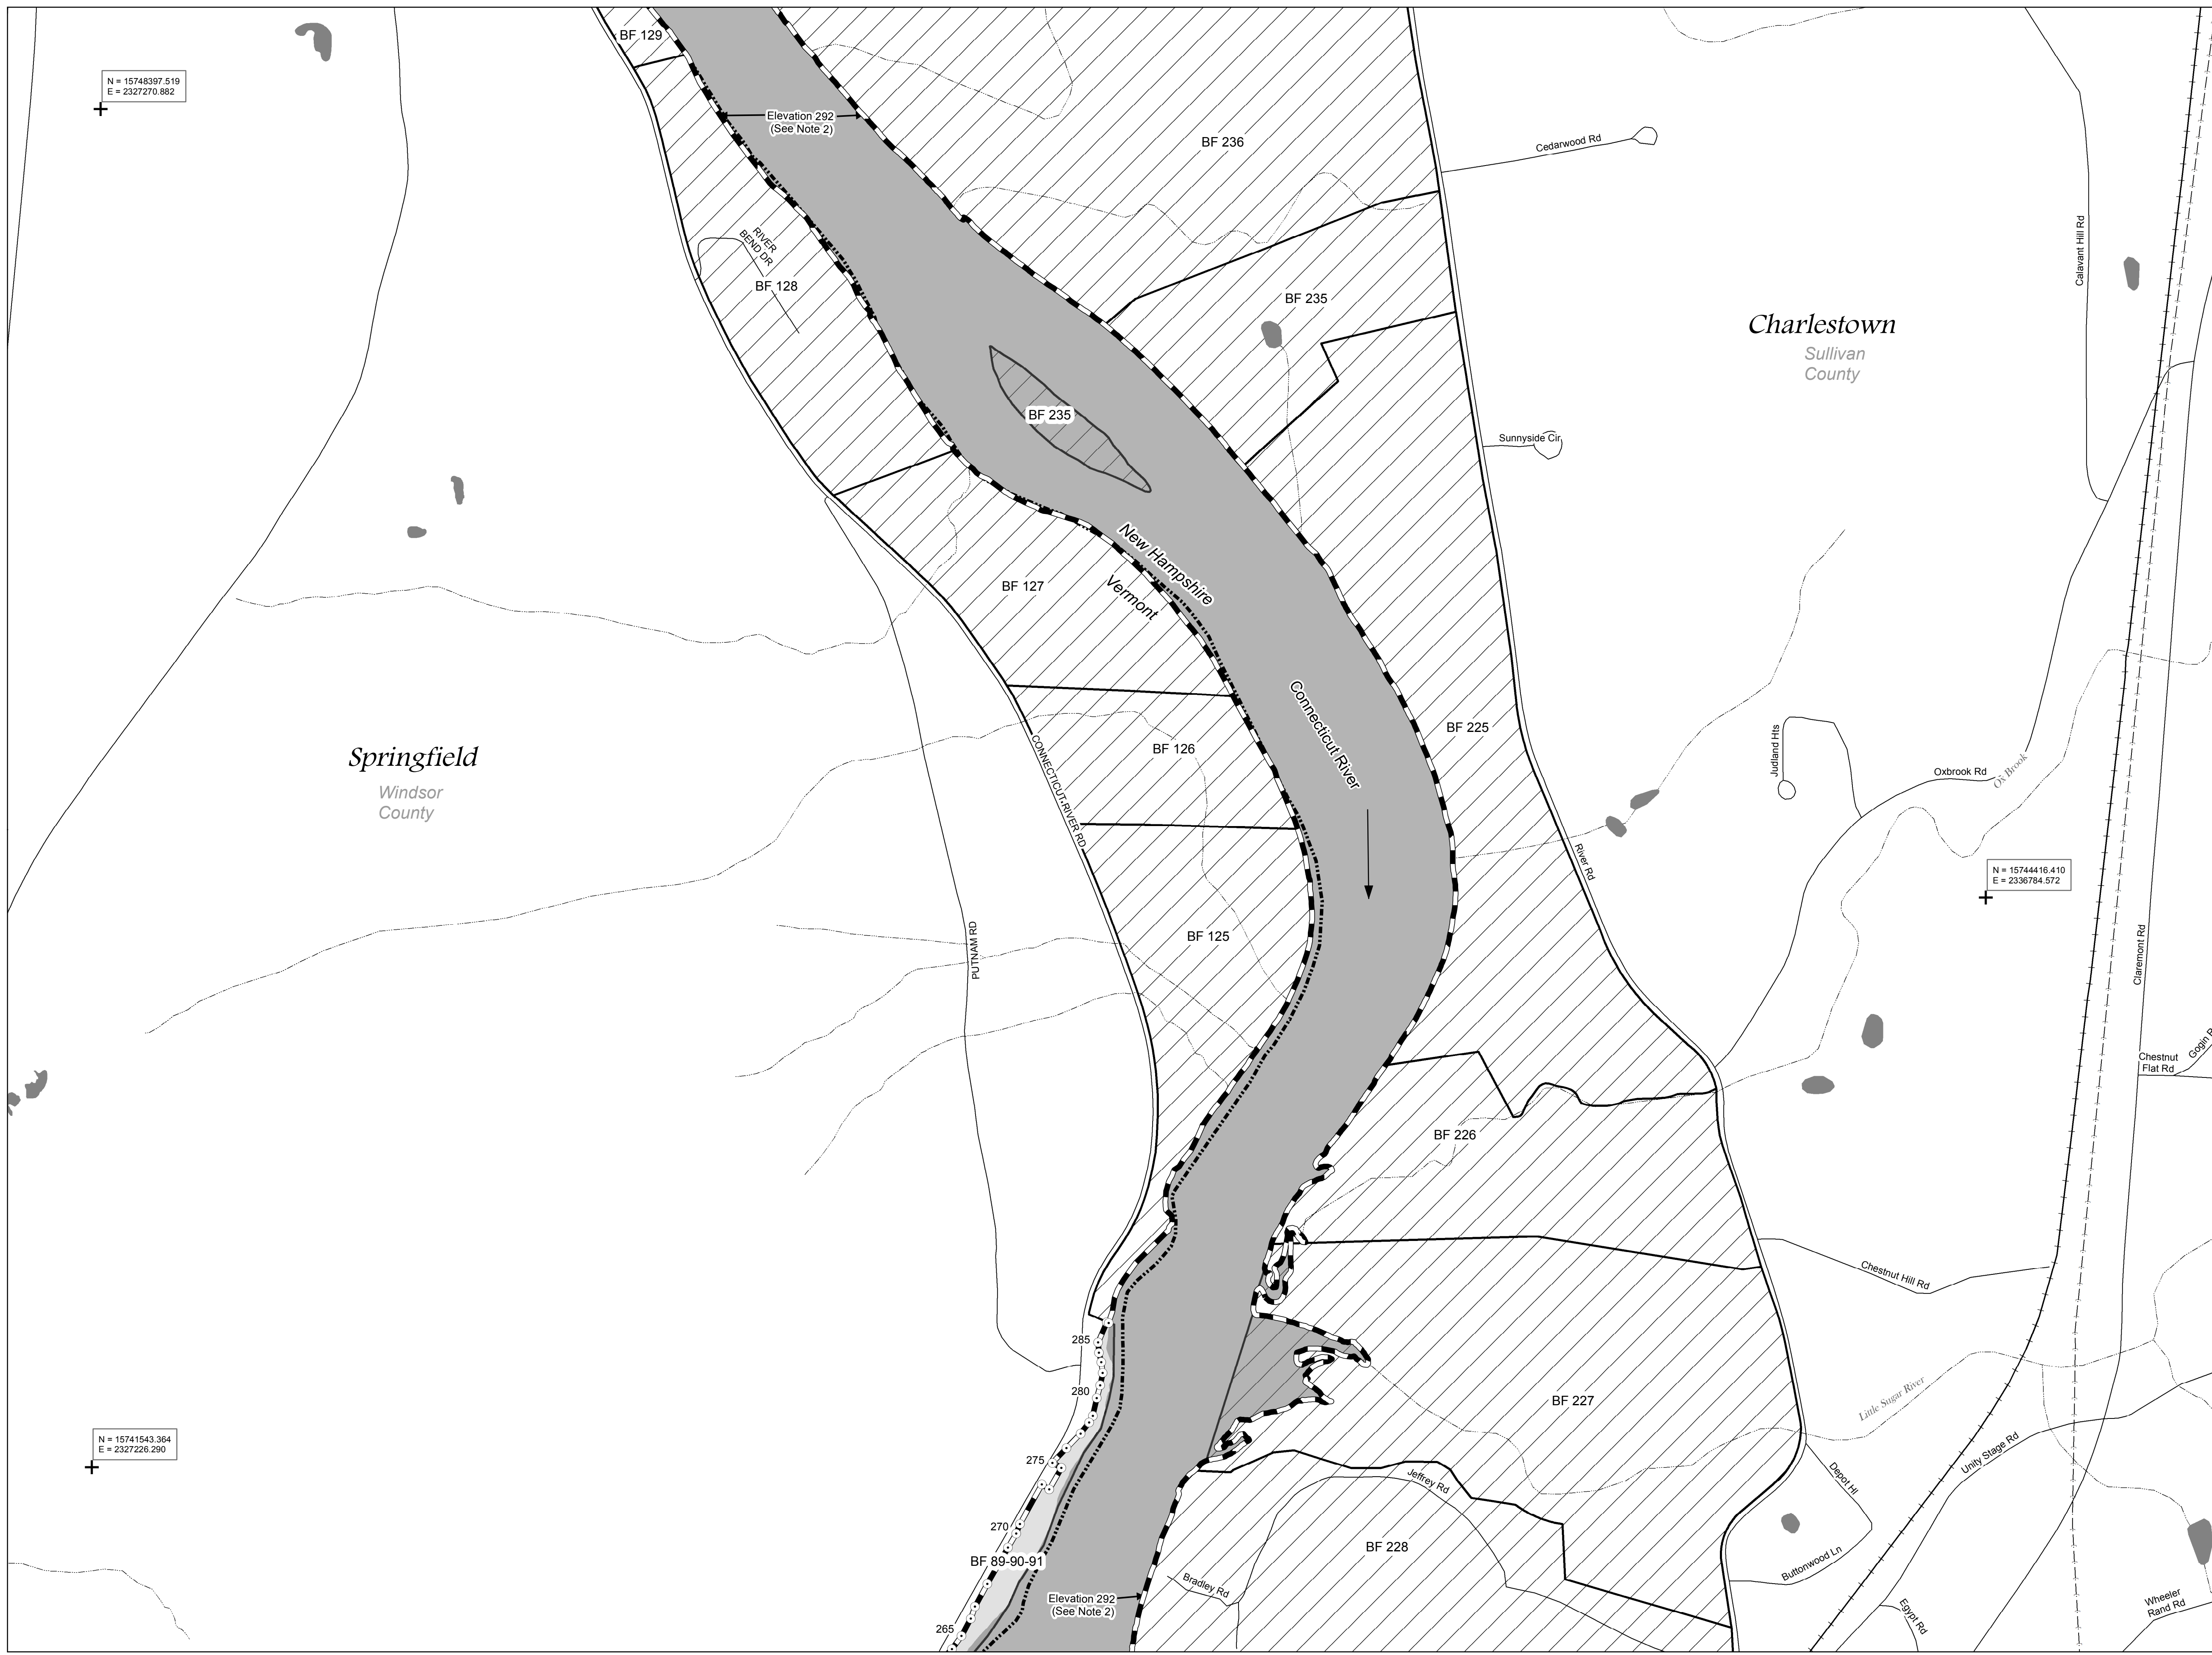 BF 129
N = 15748397.519
E = 2327270.882
Elevation 292
(See Note 2)
BF 236
Cedarwood Rd
Calavant Hill Rd
RIVER
BEND DR
BF 128
BF 235
Charlestown
Sullivan
County
BF 235
Sunnyside Cir
New Hampshire
Vermont
BF 127
Connecticut River
BF 225
BF 126
CONNECTICUT RIVER RD
Springfield
Windsor
County
Judland Hts
Oxbrook Rd
Ox Brook
River Rd
N = 15744416.410
E = 2336784.572
BF 125
PUTNAM RD
Claremont Rd
Chestnut
Flat Rd
BF 226
Chestnut Hill Rd
285
280
275
270
265
BF 227
Little Sugar River
N = 15741543.364
E = 2327226.290
Unity Stage Rd
Depot Hl
Jeffrey Rd
BF 228
BF 89-90-91
Bradley Rd
Buttonwood Ln
Elevation 292
(See Note 2)
Egypt Rd
Wheeler
Rand Rd